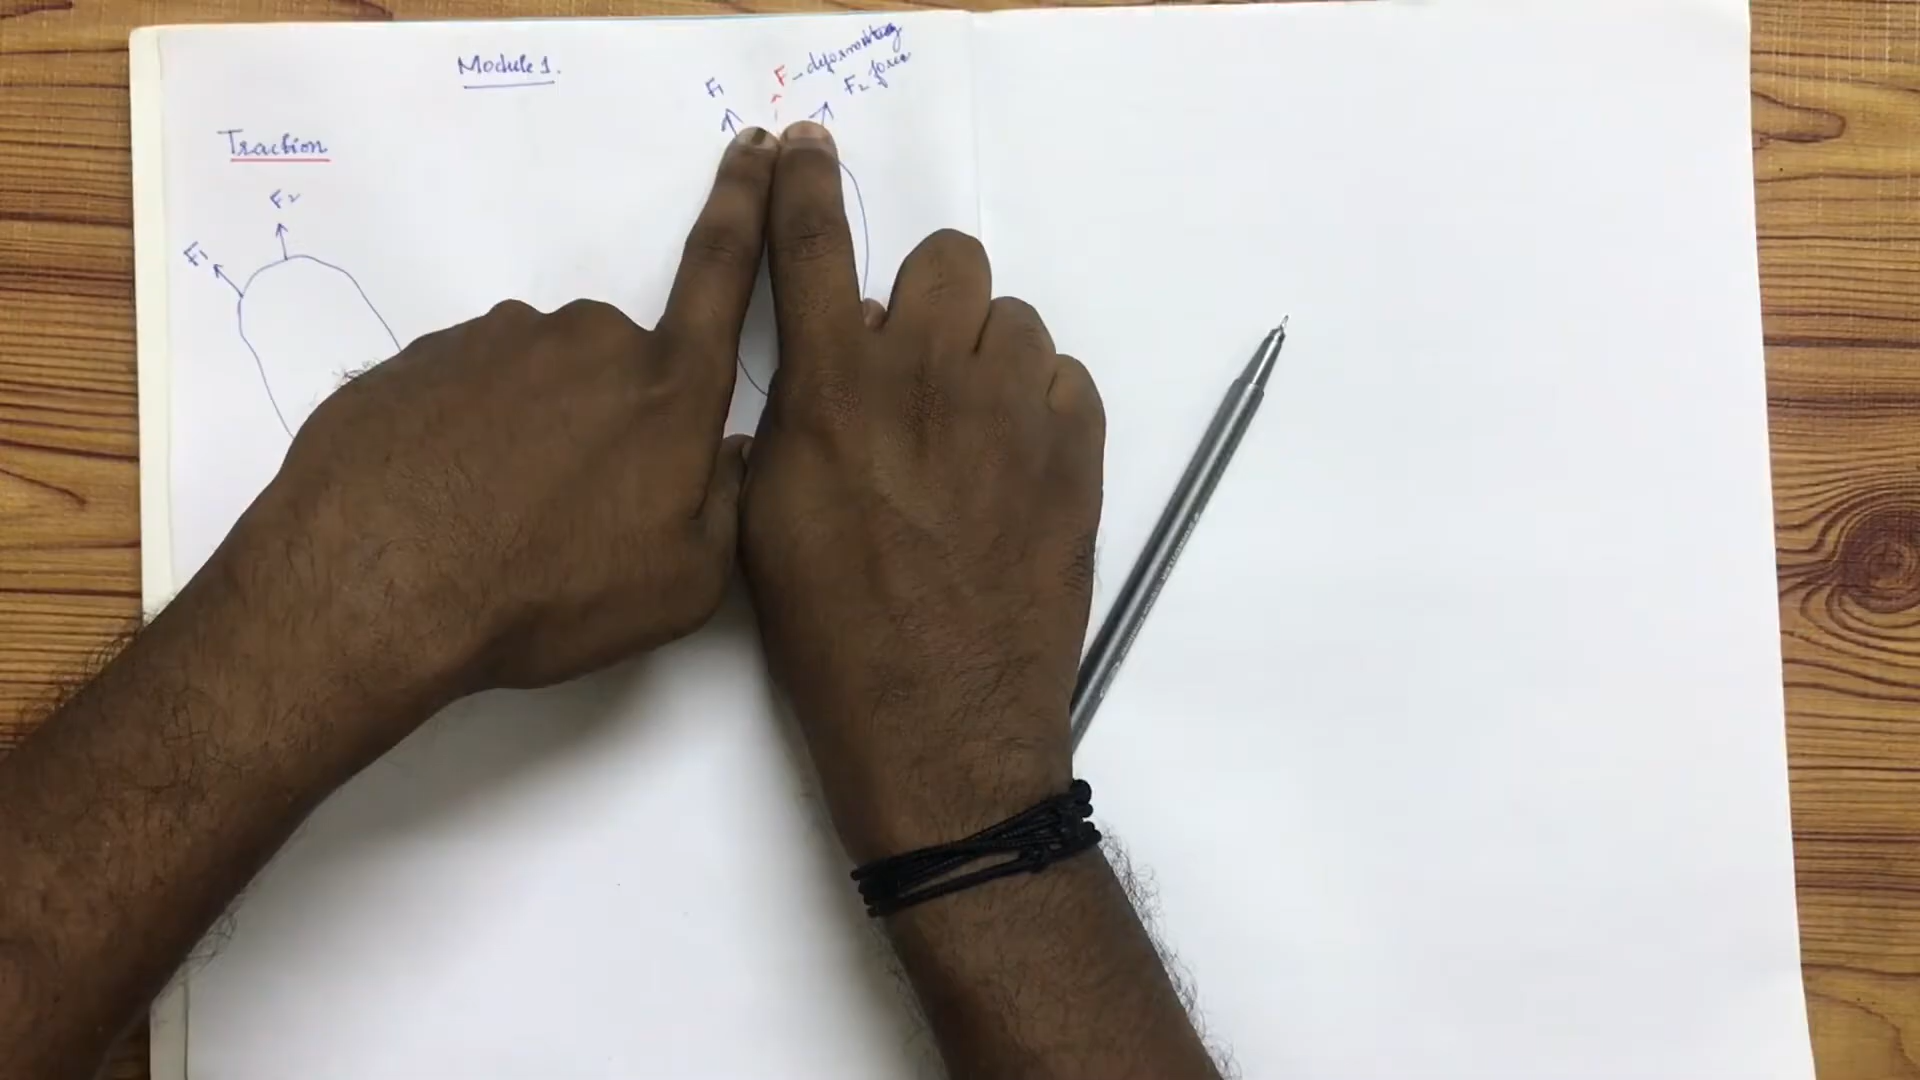 Module 1.
Traction
F2
F1
F1
F - deforming
F2 force